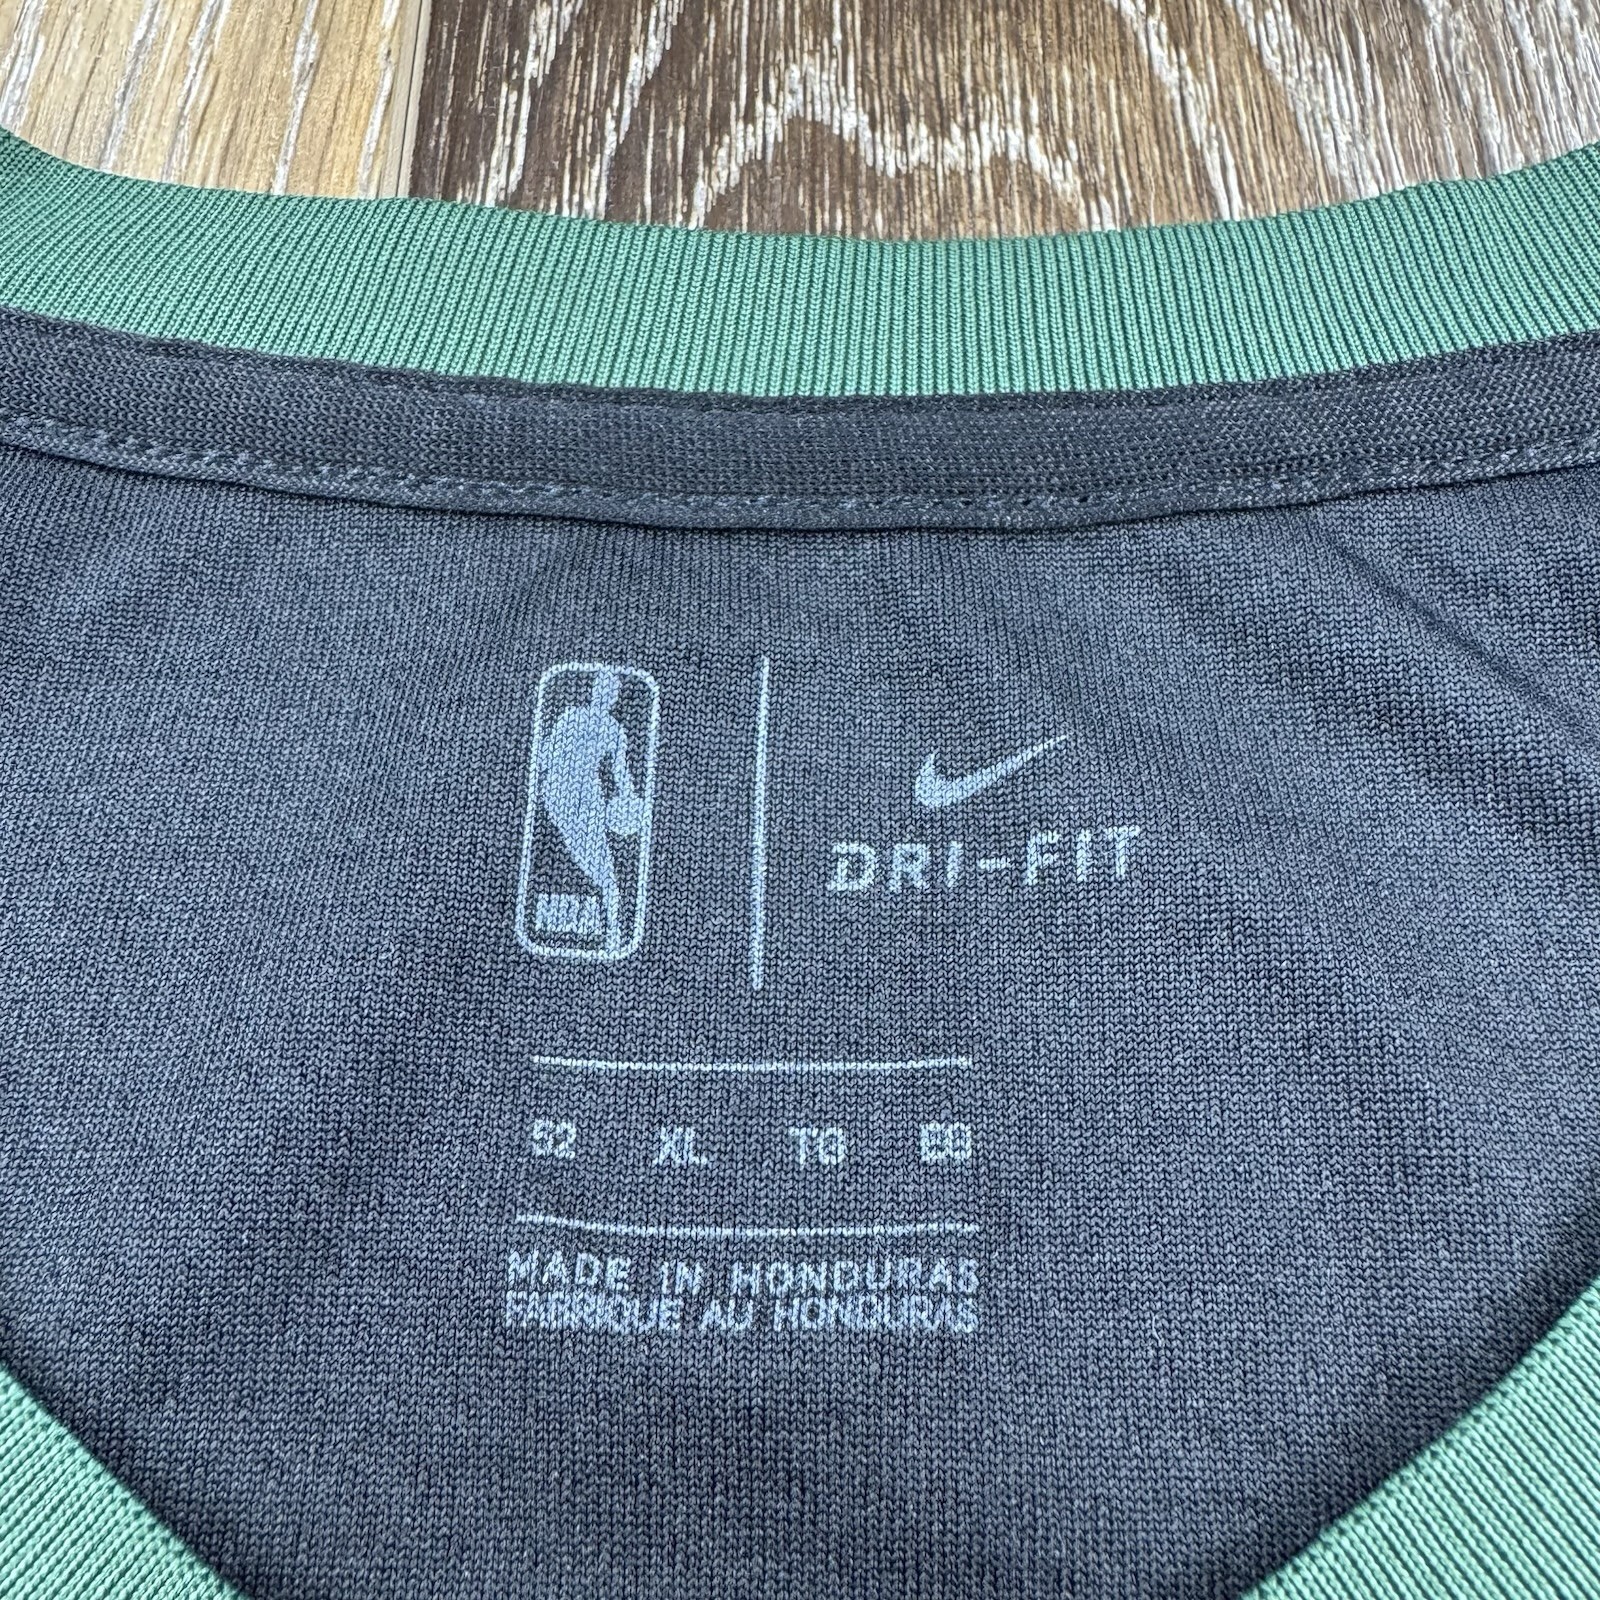 NBA
DRI-FIT
52 XL TG EG
MADE IN HONDURAS
FABRIQUE AU HONDURAS